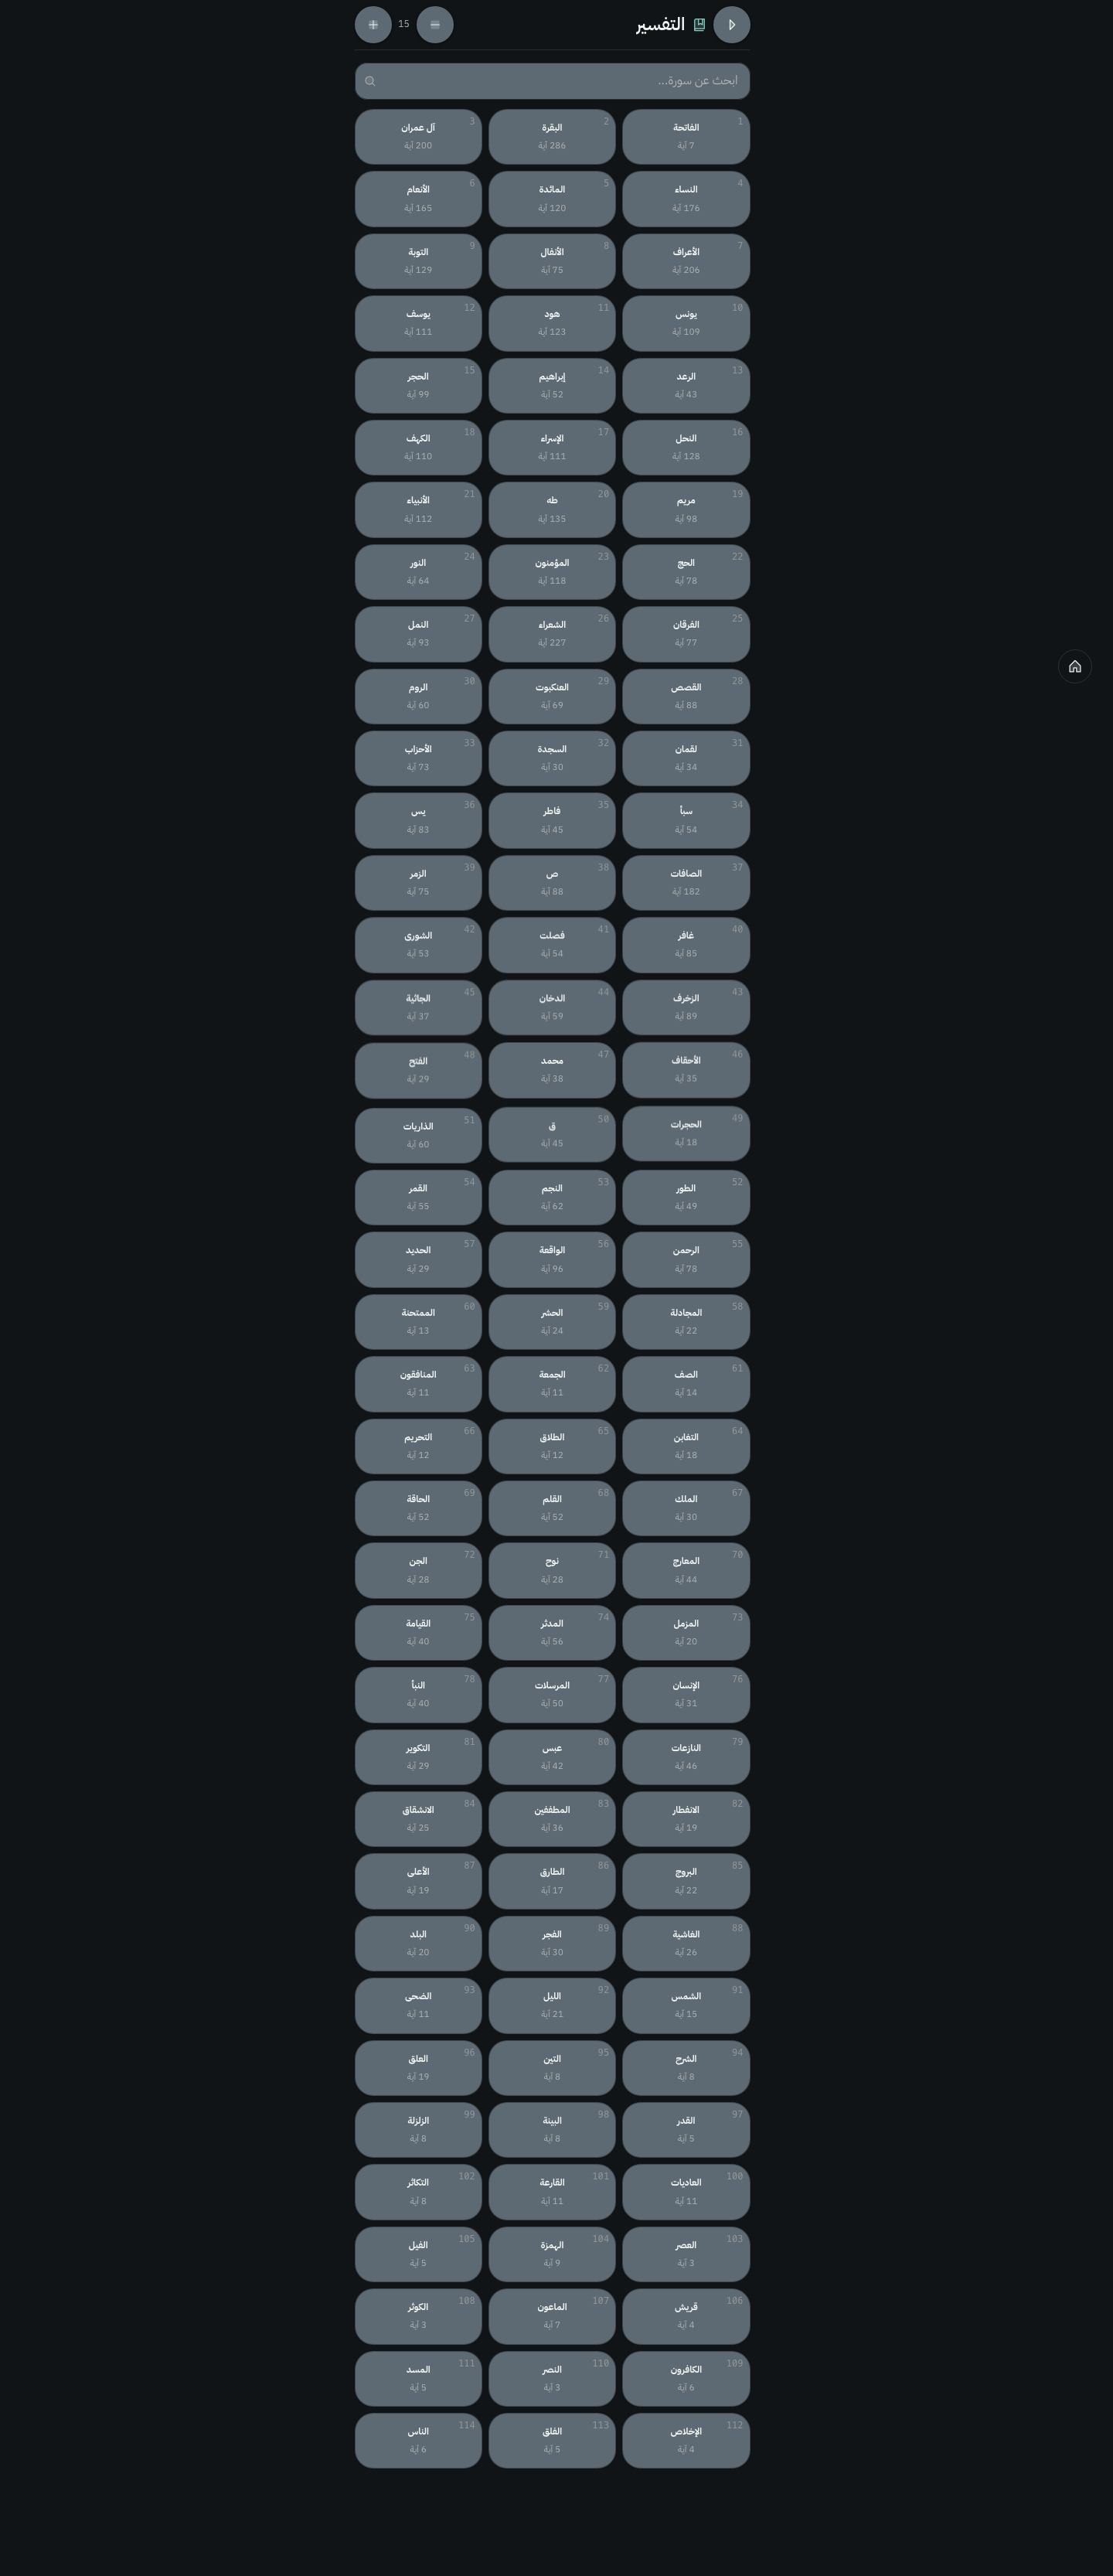 التفسير
15
ابحث عن سورة...
1
الفاتحة
7 آية
2
البقرة
286 آية
3
آل عمران
200 آية
4
النساء
176 آية
5
المائدة
120 آية
6
الأنعام
165 آية
7
الأعراف
206 آية
8
الأنفال
75 آية
9
التوبة
129 آية
10
يونس
109 آية
11
هود
123 آية
12
يوسف
111 آية
13
الرعد
43 آية
14
إبراهيم
52 آية
15
الحجر
99 آية
16
النحل
128 آية
17
الإسراء
111 آية
18
الكهف
110 آية
19
مريم
98 آية
20
طه
135 آية
21
الأنبياء
112 آية
22
الحج
78 آية
23
المؤمنون
118 آية
24
النور
64 آية
25
الفرقان
77 آية
26
الشعراء
227 آية
27
النمل
93 آية
28
القصص
88 آية
29
العنكبوت
69 آية
30
الروم
60 آية
31
لقمان
34 آية
32
السجدة
30 آية
33
الأحزاب
73 آية
34
سبأ
54 آية
35
فاطر
45 آية
36
يس
83 آية
37
الصافات
182 آية
38
ص
88 آية
39
الزمر
75 آية
40
غافر
85 آية
41
فصلت
54 آية
42
الشورى
53 آية
43
الزخرف
89 آية
44
الدخان
59 آية
45
الجاثية
37 آية
46
الأحقاف
35 آية
47
محمد
38 آية
48
الفتح
29 آية
49
الحجرات
18 آية
50
ق
45 آية
51
الذاريات
60 آية
52
الطور
49 آية
53
النجم
62 آية
54
القمر
55 آية
55
الرحمن
78 آية
56
الواقعة
96 آية
57
الحديد
29 آية
58
المجادلة
22 آية
59
الحشر
24 آية
60
الممتحنة
13 آية
61
الصف
14 آية
62
الجمعة
11 آية
63
المنافقون
11 آية
64
التغابن
18 آية
65
الطلاق
12 آية
66
التحريم
12 آية
67
الملك
30 آية
68
القلم
52 آية
69
الحاقة
52 آية
70
المعارج
44 آية
71
نوح
28 آية
72
الجن
28 آية
73
المزمل
20 آية
74
المدثر
56 آية
75
القيامة
40 آية
76
الإنسان
31 آية
77
المرسلات
50 آية
78
النبأ
40 آية
79
النازعات
46 آية
80
عبس
42 آية
81
التكوير
29 آية
82
الانفطار
19 آية
83
المطففين
36 آية
84
الانشقاق
25 آية
85
البروج
22 آية
86
الطارق
17 آية
87
الأعلى
19 آية
88
الغاشية
26 آية
89
الفجر
30 آية
90
البلد
20 آية
91
الشمس
15 آية
92
الليل
21 آية
93
الضحى
11 آية
94
الشرح
8 آية
95
التين
8 آية
96
العلق
19 آية
97
القدر
5 آية
98
البينة
8 آية
99
الزلزلة
8 آية
100
العاديات
11 آية
101
القارعة
11 آية
102
التكاثر
8 آية
103
العصر
3 آية
104
الهمزة
9 آية
105
الفيل
5 آية
106
قريش
4 آية
107
الماعون
7 آية
108
الكوثر
3 آية
109
الكافرون
6 آية
110
النصر
3 آية
111
المسد
5 آية
112
الإخلاص
4 آية
113
الفلق
5 آية
114
الناس
6 آية